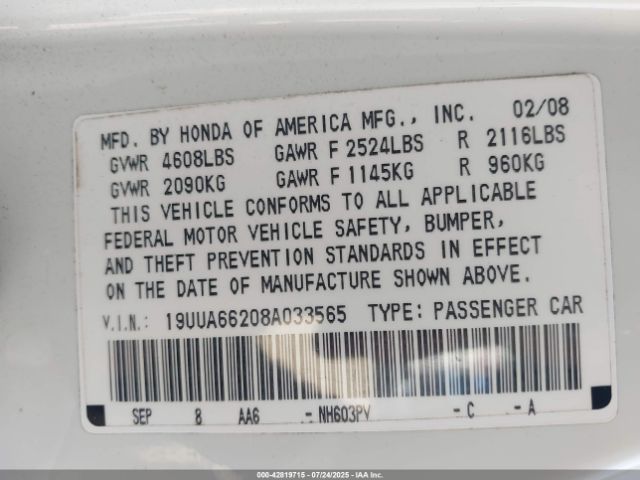 MFD. BY HONDA OF AMERICA MFG., INC. 02/08
GVWR 4608LBS GAWR F 2524LBS R 2116LBS
GVWR 2090KG GAWR F 1145KG R 960KG
THIS VEHICLE CONFORMS TO ALL APPLICABLE
FEDERAL MOTOR VEHICLE SAFETY, BUMPER,
AND THEFT PREVENTION STANDARDS IN EFFECT
ON THE DATE OF MANUFACTURE SHOWN ABOVE.
V.I.N.: 19UUA66208A033565 TYPE: PASSENGER CAR
SEP 8 AA6 -NH603PV -C -A
000-42819715 - 07/24/2025 - IAAI.COM